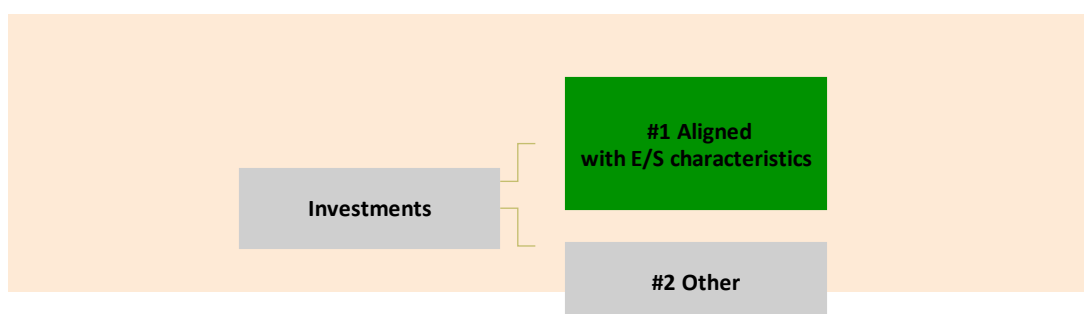 #1 Aligned
with E/S characteristics
Investments
#2 Other